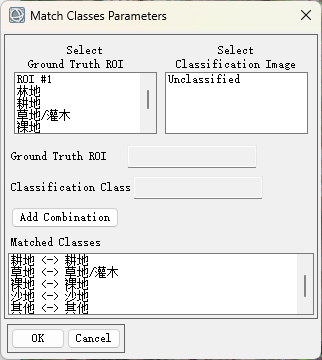 Match Classes Parameters
Select
Ground Truth ROI
Select
Classification Image
ROI #1
林地
耕地
草地/灌木
裸地
Unclassified
Ground Truth ROI
Classification Class
Add Combination
Matched Classes
耕地 <-> 耕地
草地 <-> 草地/灌木
裸地 <-> 裸地
沙地 <-> 沙地
其他 <-> 其他
OK
Cancel